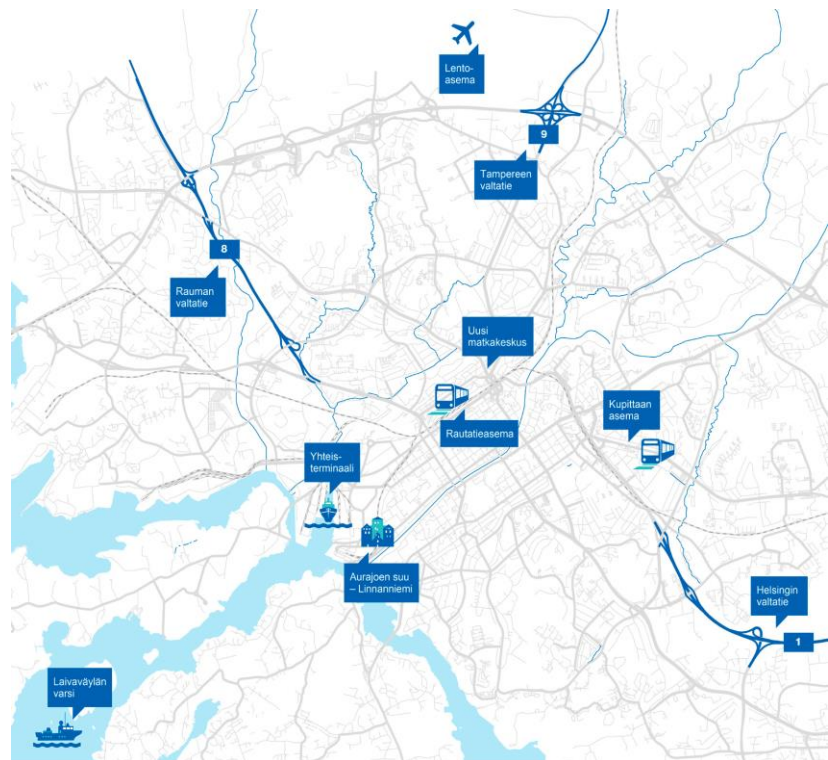 Lento-
asema
9
Tampereen
valtatie
8
Rauman
valtatie
Uusi
matkakeskus
Kupittaan
asema
Rautatieasema
Yhteis-
terminaali
Aurajoen suu
– Linnanniemi
Helsingin
valtatie
1
Laivaväylän
varsi